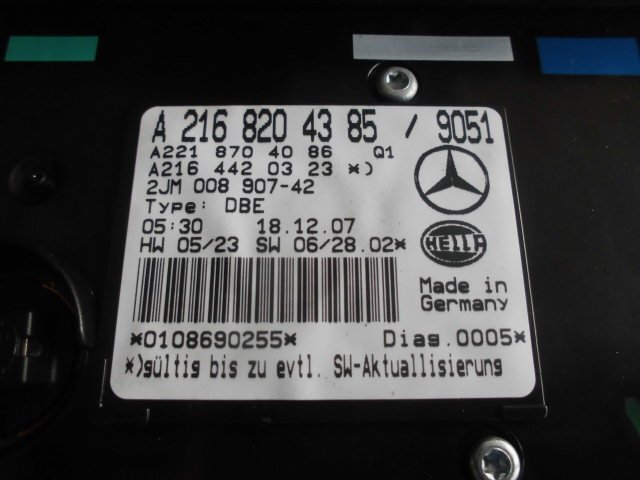 A 216 820 43 85 / 9051
A221 870 40 86 Q1
A216 442 03 23 *)
2JM 008 907-42
Type: DBE
05:30 18.12.07
HW 05/23 SW 06/28.02*
HELLA
Made in
Germany
*0108690255* Diag.0005*
*)gültig bis zu evtl. SW-Aktuallisierung